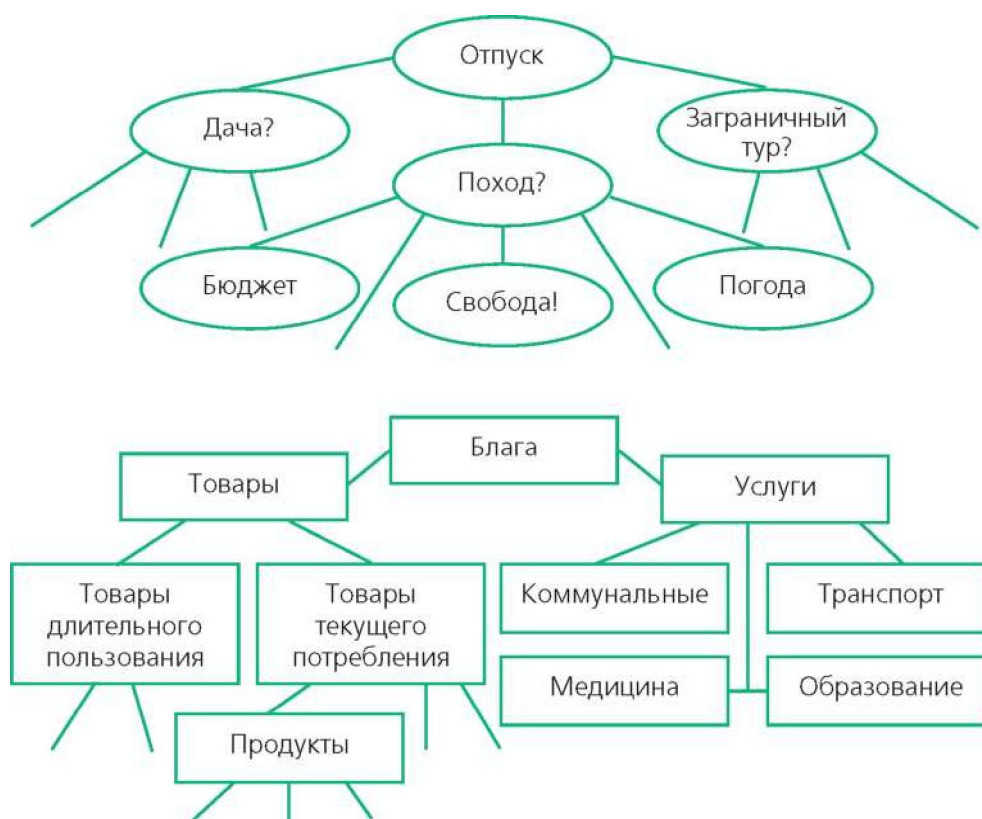 Отпуск
Дача?
Заграничный
тур?
Поход?
Бюджет
Свобода!
Погода
Блага
Товары
Услуги
Товары
длительного
пользования
Товары
текущего
потребления
Коммунальные
Транспорт
Медицина
Образование
Продукты